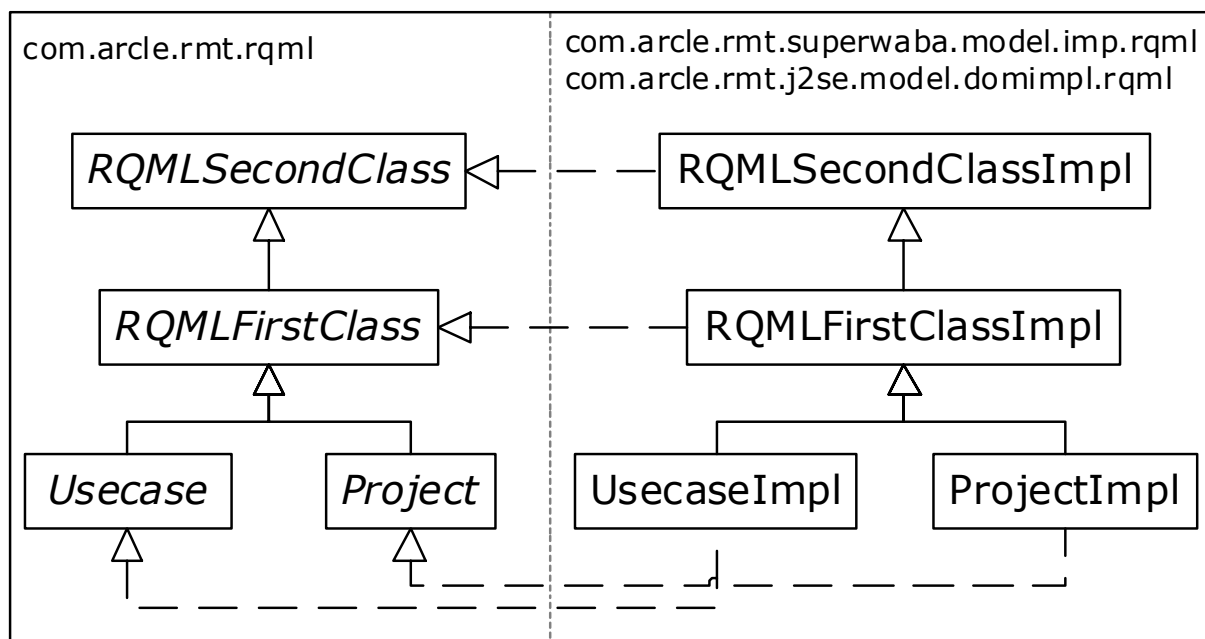 com.arcle.rmt.rqml
com.arcle.rmt.superwaba.model.imp.rqml
com.arcle.rmt.j2se.model.domimpl.rqml
RQMLSecondClass
RQMLSecondClassImpl
RQMLFirstClass
RQMLFirstClassImpl
Usecase
Project
UsecaseImpl
ProjectImpl